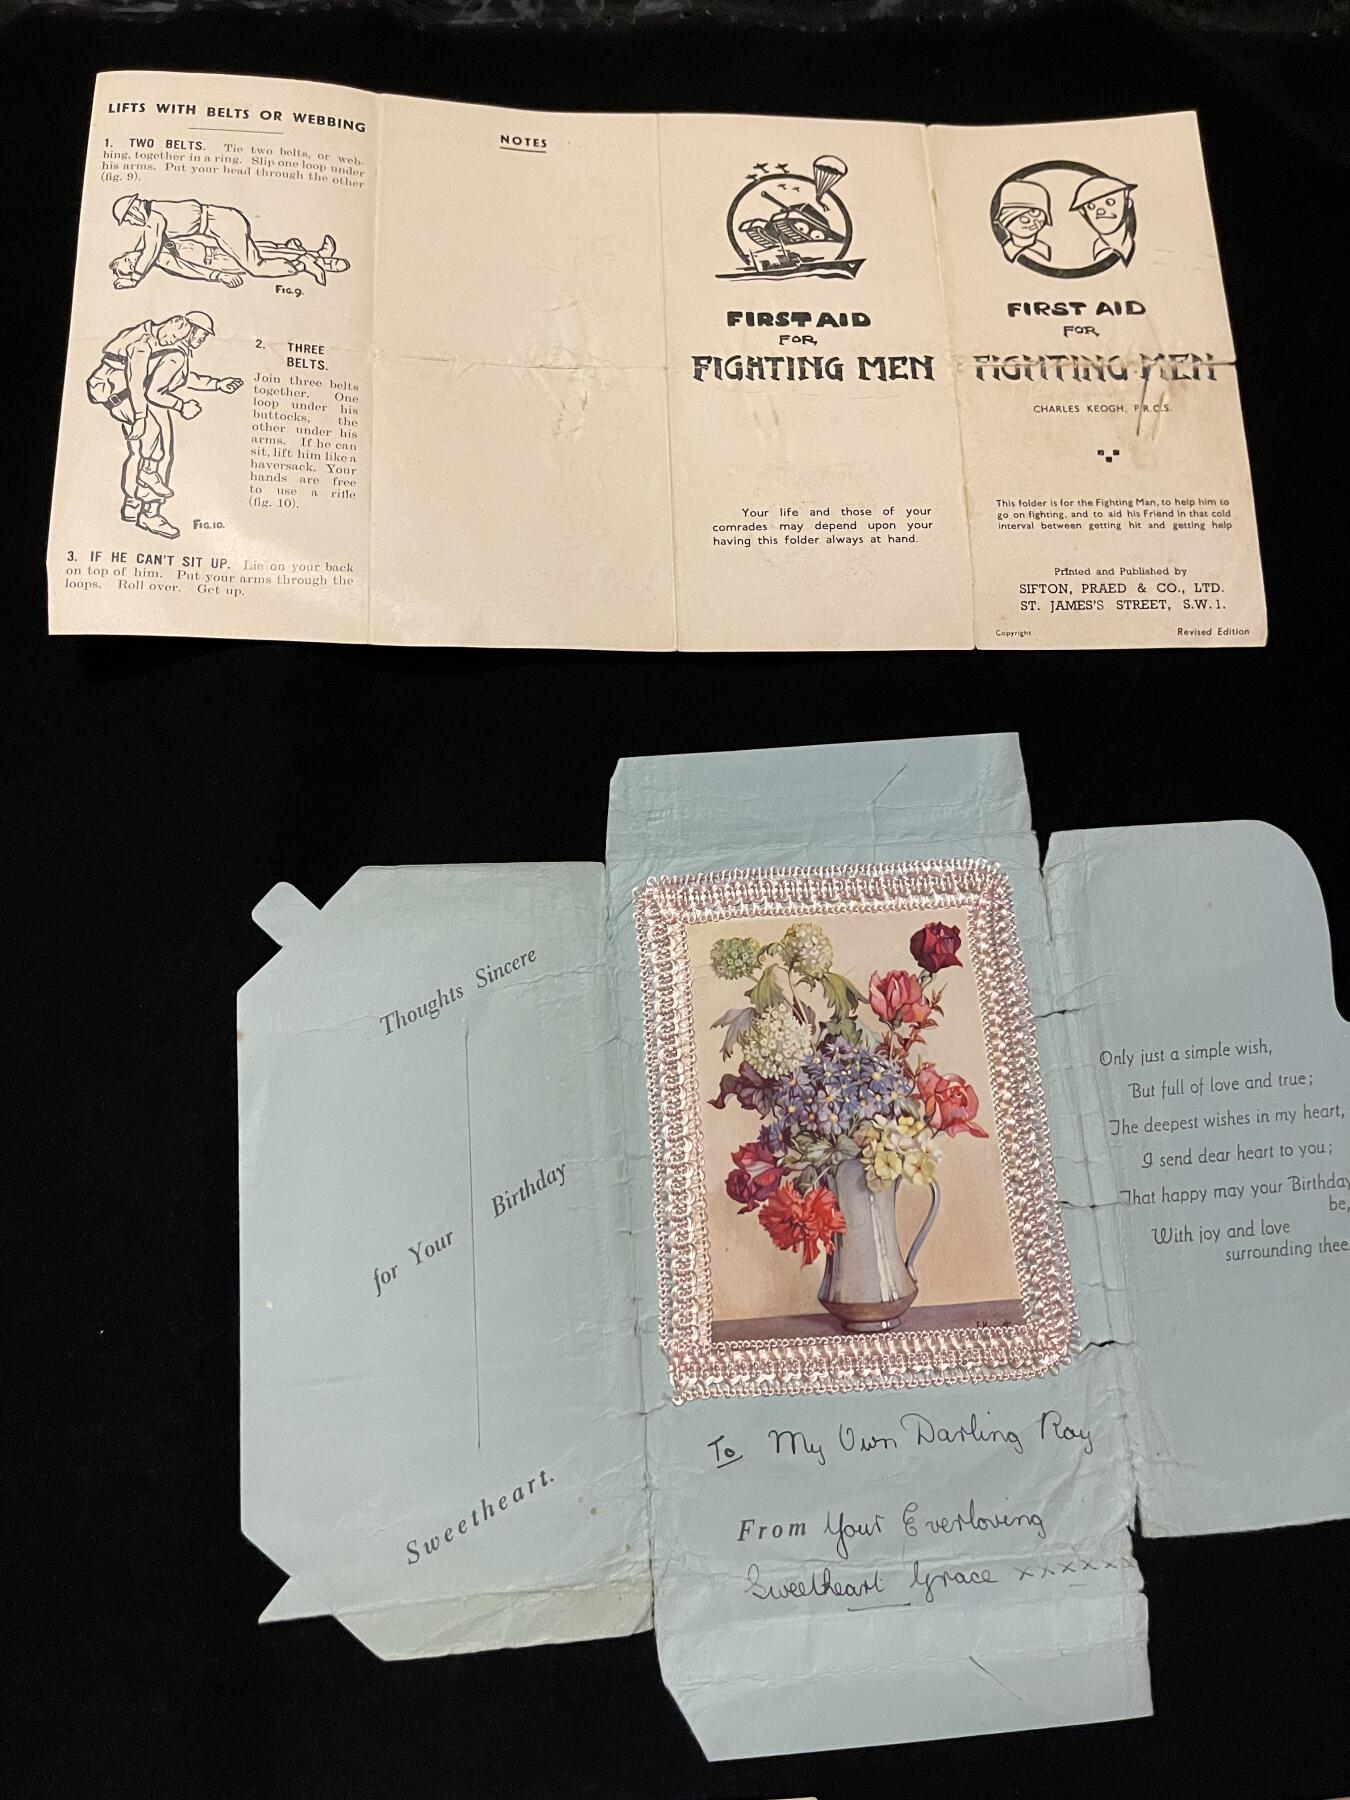 LIFTS WITH BELTS OR WEBBING
1. TWO BELTS. Tie two belts, or web-
bing, together in a ring. Slip one loop under
his arms. Put your head through the other
(fig. 9).
FIG.9.
2. THREE
BELTS.
Join three belts
together. One
loop under his
buttocks, the
other under his
arms. If he can
sit, lift him like a
haversack. Your
hands are free
to use a rifle
(fig. 10).
FIG.10.
3. IF HE CAN'T SIT UP. Lie on your back
on top of him. Put your arms through the
loops. Roll over. Get up.
NOTES
FIRST AID
FOR
FIGHTING MEN
Your life and those of your
comrades may depend upon your
having this folder always at hand.
FIRST AID
FOR
FIGHTING MEN
CHARLES KEOGH, F.R.C.S.
This folder is for the Fighting Man, to help him to
go on fighting, and to aid his Friend in that cold
interval between getting hit and getting help
Printed and Published by
SIFTON, PRAED & CO., LTD.
ST. JAMES'S STREET, S.W.1.
Copyright
Revised Edition
Thoughts Sincere
for Your Birthday
Sweetheart.
To My Own Darling Roy
From Your Everloving
Sweetheart Grace xxxxxx
Only just a simple wish,
But full of love and true;
The deepest wishes in my heart,
I send dear heart to you;
That happy may your Birthday
be,
With joy and love
surrounding thee